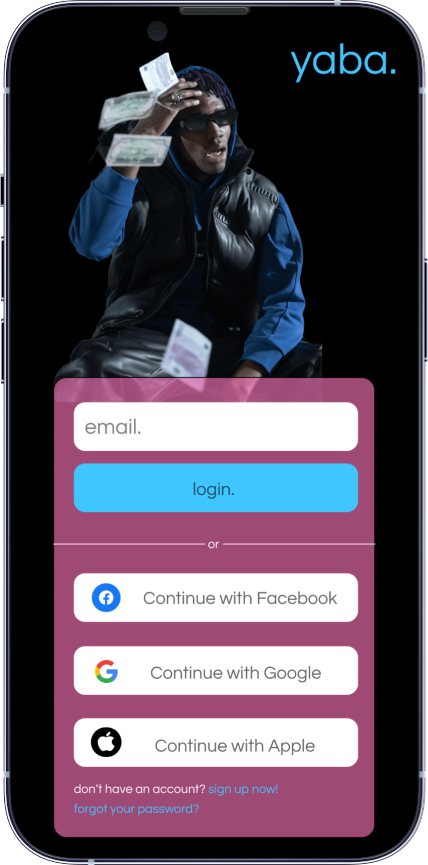 yaba.
email.
login.
or
Continue with Facebook
Continue with Google
Continue with Apple
don't have an account? sign up now!
forgot your password?